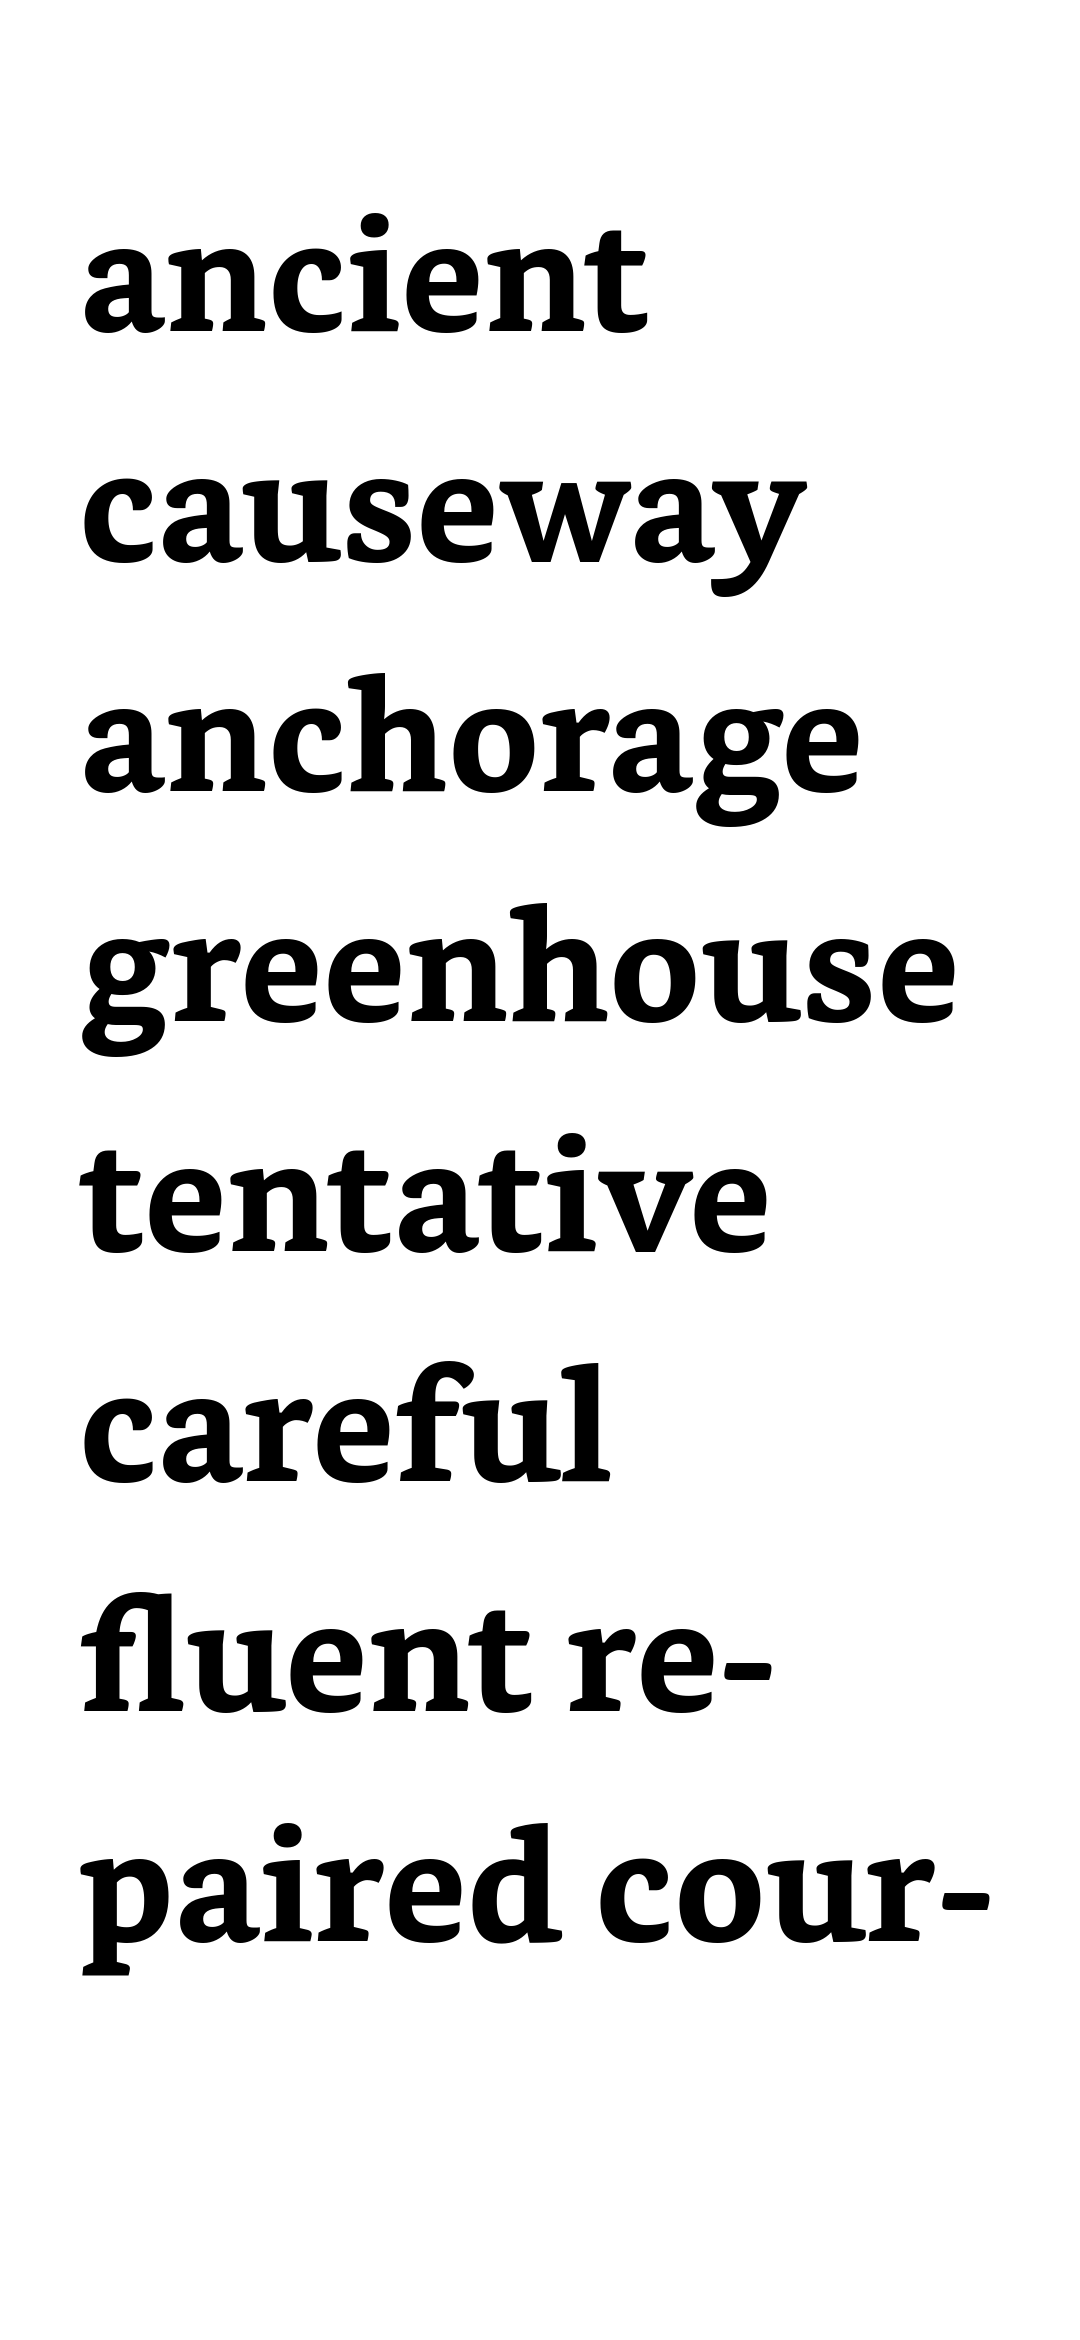 ancient
causeway
anchorage
greenhouse
tentative
careful
fluent re-
paired cour-